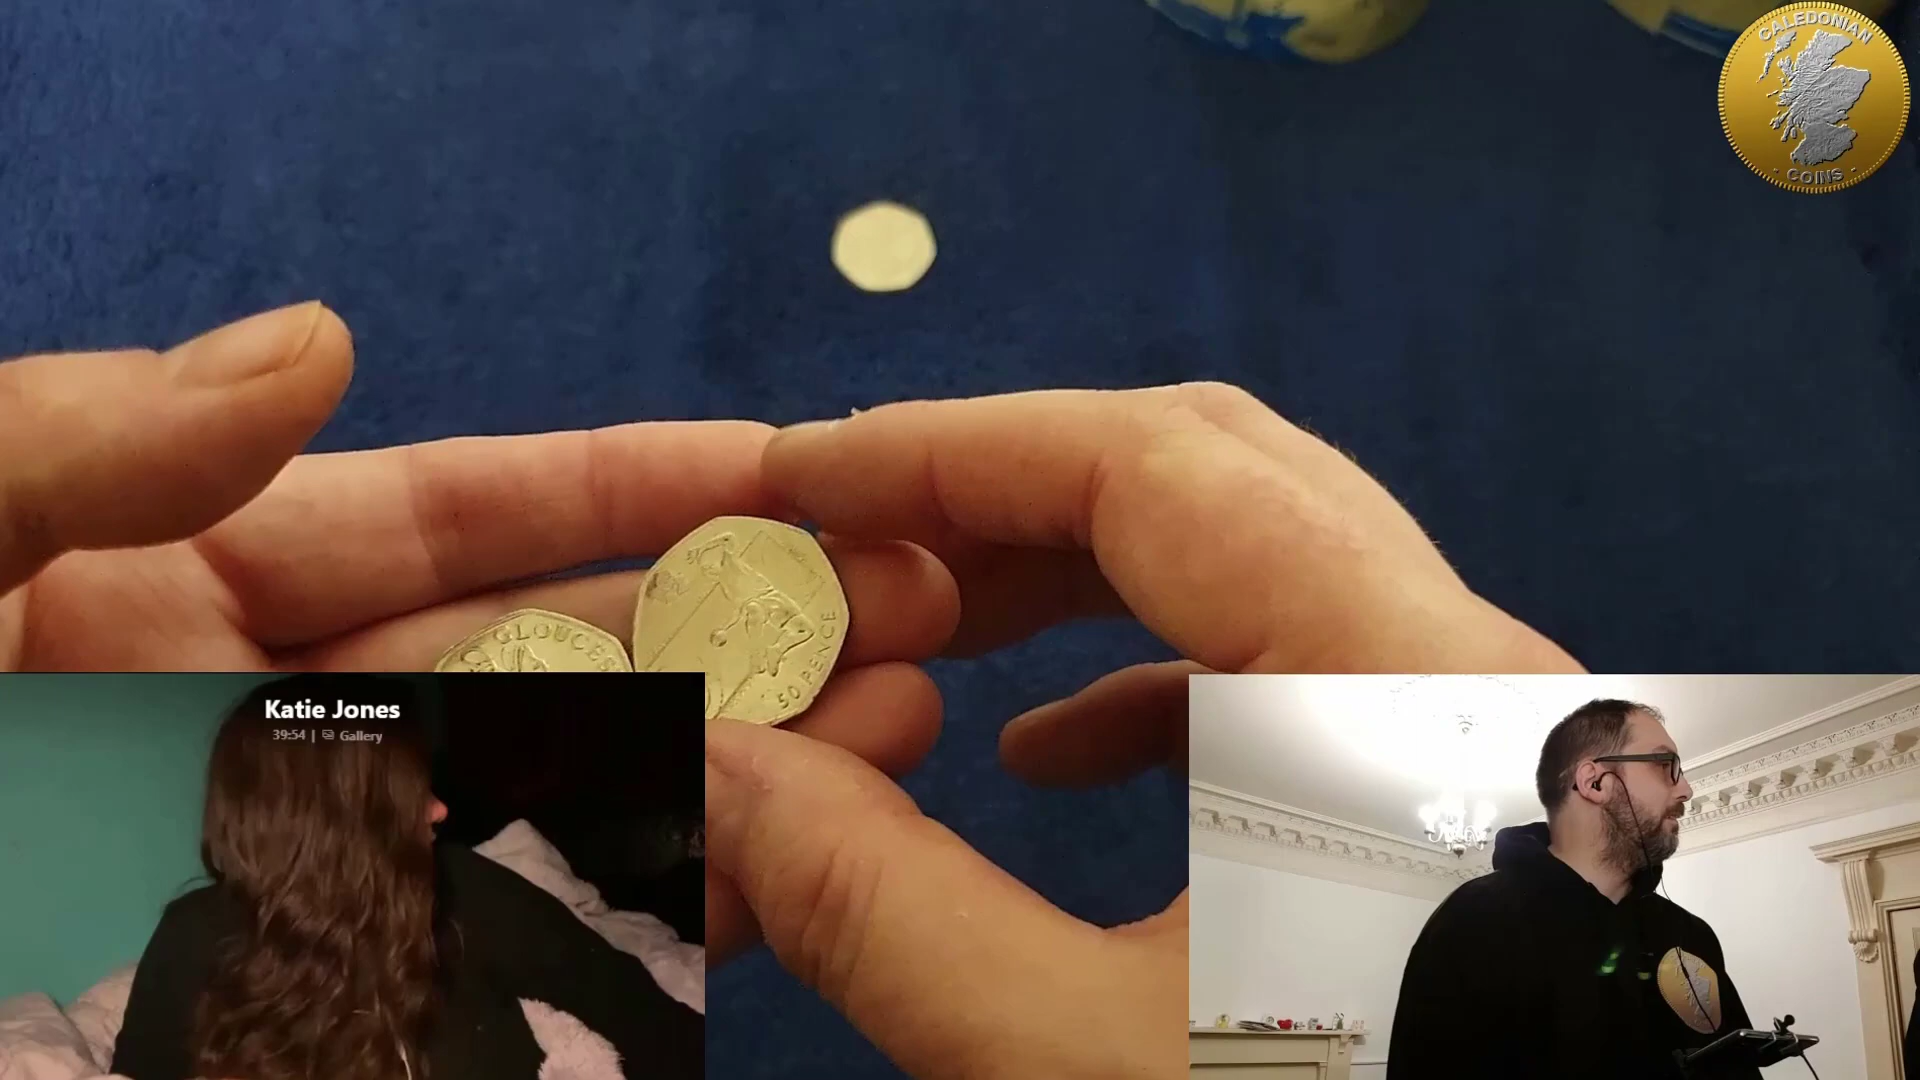 CALEDONIAN
· COINS ·
GLOUCES
50 PENCE
Katie Jones
39:54 | Gallery